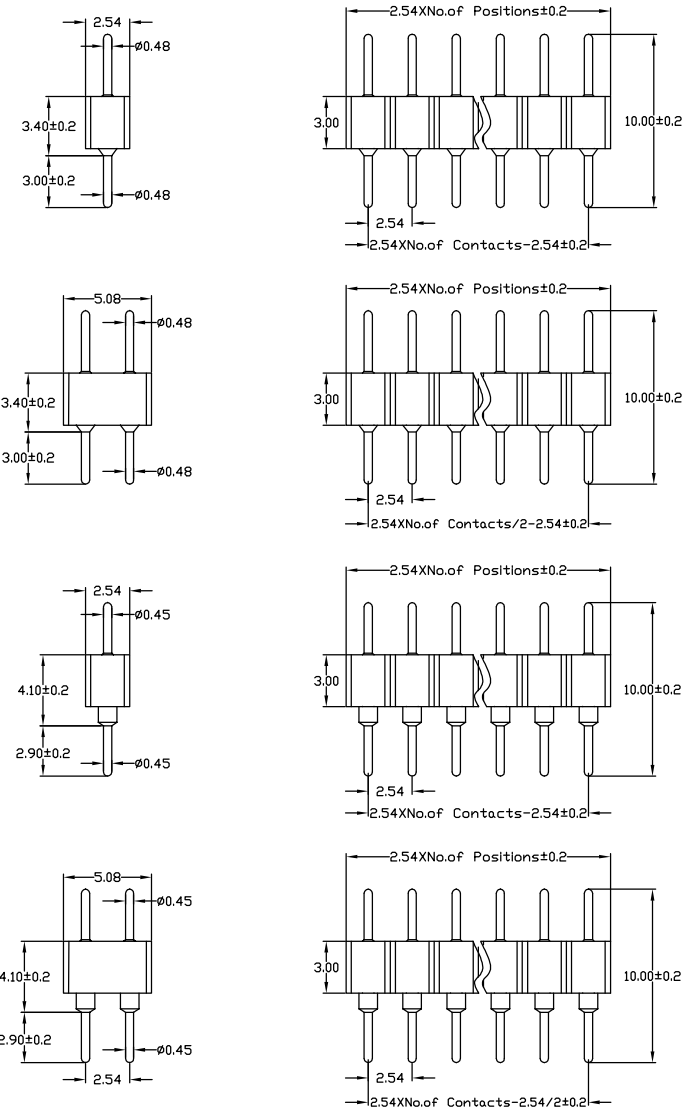 2.54
2.54XNo.of Positions±0.2
ø0.48
3.40±0.2
3.00
10.00±0.2
3.00±0.2
ø0.48
2.54
2.54XNo.of Contacts-2.54±0.2
5.08
2.54XNo.of Positions±0.2
ø0.48
3.40±0.2
3.00
10.00±0.2
3.00±0.2
ø0.48
2.54
2.54XNo.of Contacts/2-2.54±0.2
2.54
2.54XNo.of Positions±0.2
ø0.45
4.10±0.2
3.00
10.00±0.2
2.90±0.2
ø0.45
2.54
2.54XNo.of Contacts-2.54±0.2
5.08
2.54XNo.of Positions±0.2
ø0.45
4.10±0.2
3.00
10.00±0.2
2.90±0.2
ø0.45
2.54
2.54
2.54XNo.of Contacts-2.54/2±0.2